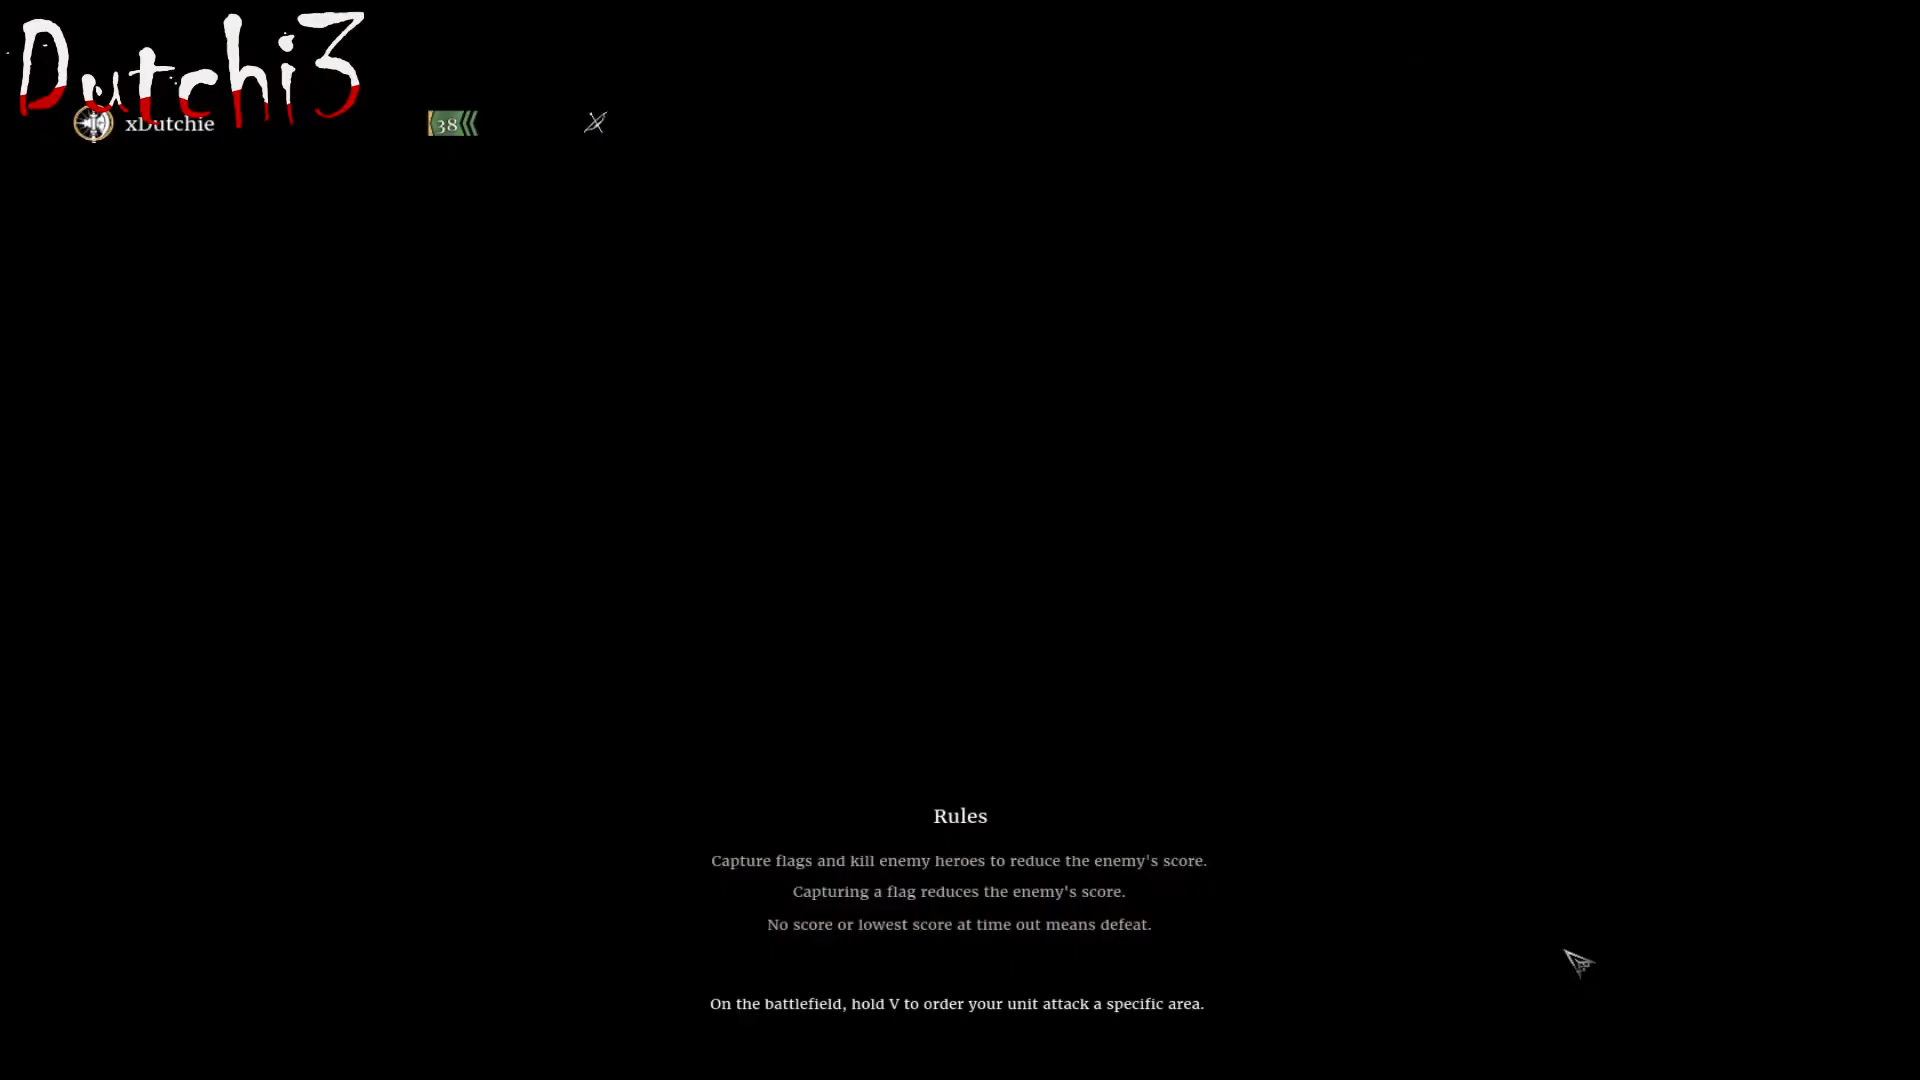 Dutchi3
xDutchie
38
Rules
Capture flags and kill enemy heroes to reduce the enemy's score.
Capturing a flag reduces the enemy's score.
No score or lowest score at time out means defeat.
On the battlefield, hold V to order your unit attack a specific area.